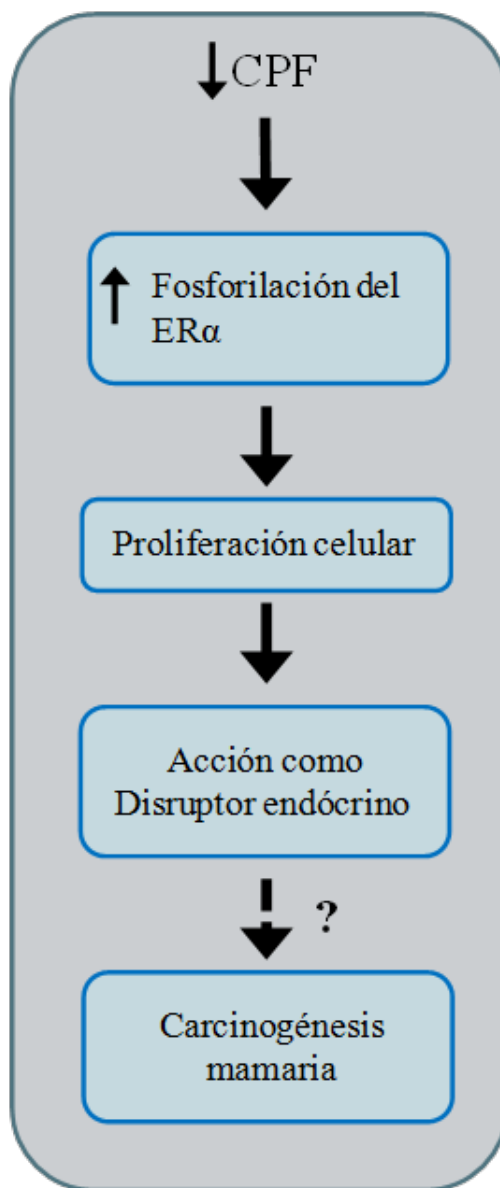 ↓CPF
↑ Fosforilación del
ERα
Proliferación celular
Acción como
Disruptor endócrino
?
Carcinogénesis
mamaria